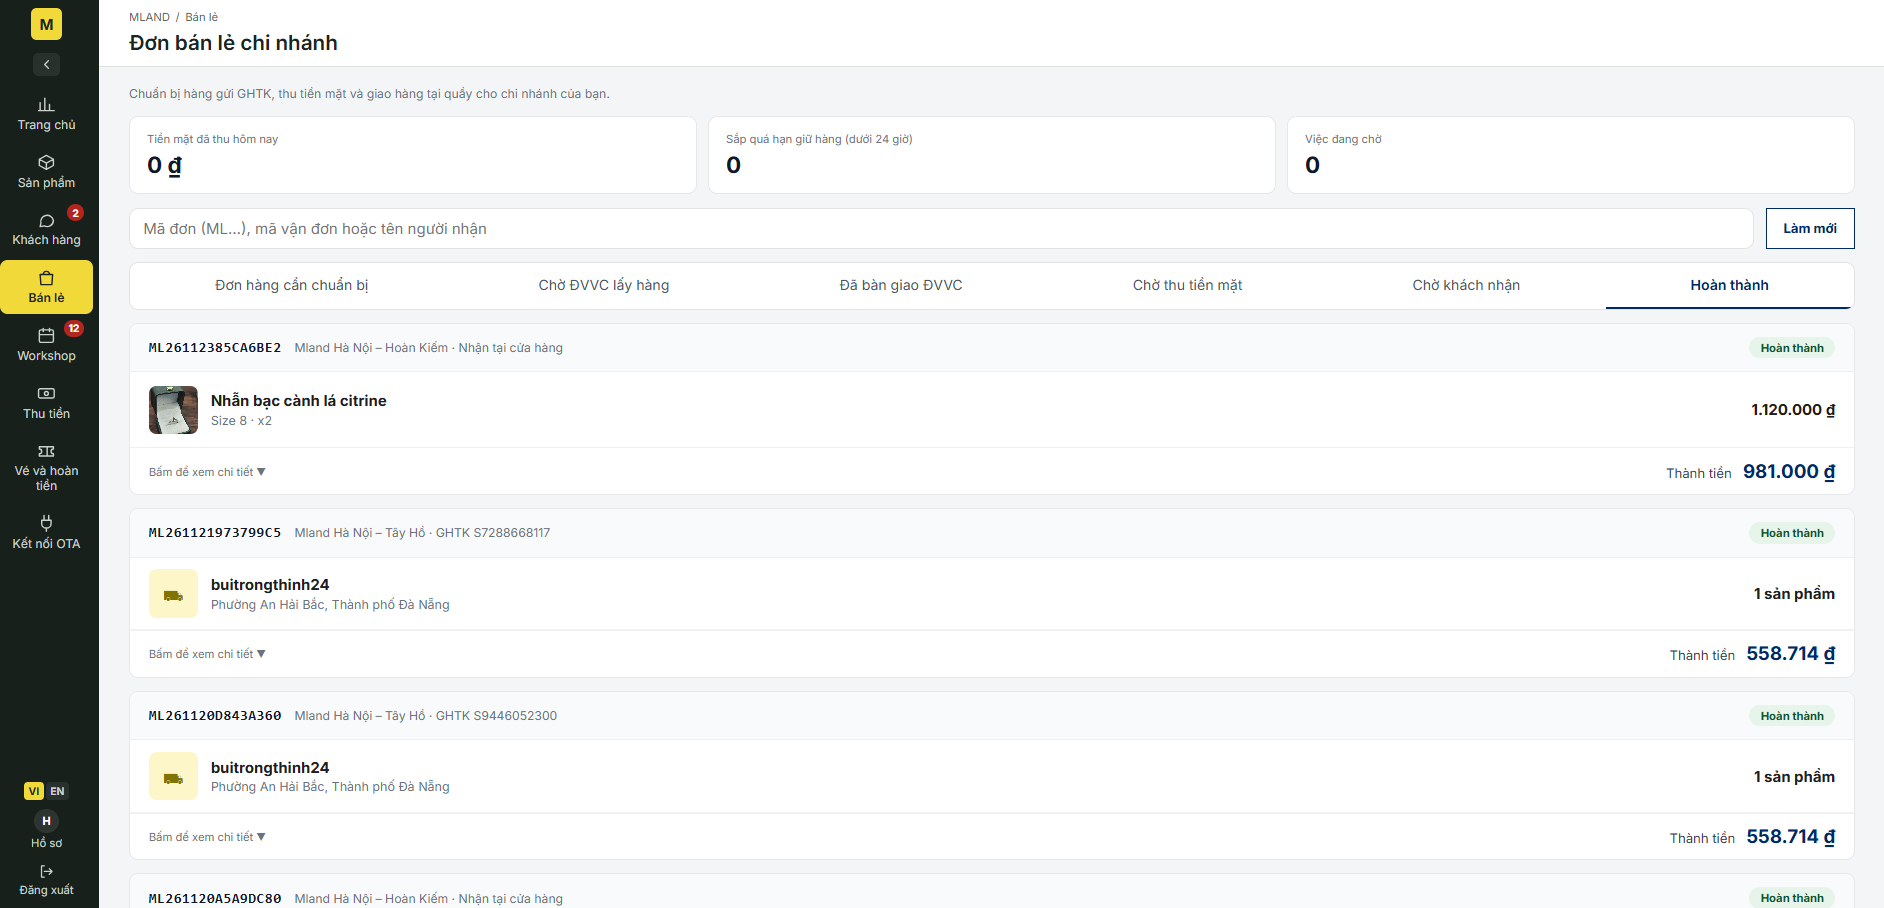 M
Trang chủ
Sản phẩm
2
Khách hàng
Bán lẻ
12
Workshop
Thu tiền
Vé và hoàn
tiền
Kết nối OTA
VI EN
H
Hồ sơ
Đăng xuất
MLAND / Bán lẻ
Đơn bán lẻ chi nhánh
Chuẩn bị hàng gửi GHTK, thu tiền mặt và giao hàng tại quầy cho chi nhánh của bạn.
Tiền mặt đã thu hôm nay
0 ₫
Sắp quá hạn giữ hàng (dưới 24 giờ)
0
Việc đang chờ
0
Mã đơn (ML...), mã vận đơn hoặc tên người nhận
Làm mới
Đơn hàng cần chuẩn bị Chờ ĐVVC lấy hàng Đã bàn giao ĐVVC Chờ thu tiền mặt Chờ khách nhận Hoàn thành
ML26112385CA6BE2 Mland Hà Nội – Hoàn Kiếm · Nhận tại cửa hàng Hoàn thành
Nhẫn bạc cành lá citrine
Size 8 · x2
1.120.000 ₫
Bấm để xem chi tiết ▼ Thành tiền 981.000 ₫
ML261121973799C5 Mland Hà Nội – Tây Hồ · GHTK S7288668117 Hoàn thành
buitrongthinh24
Phường An Hải Bắc, Thành phố Đà Nẵng
1 sản phẩm
Bấm để xem chi tiết ▼ Thành tiền 558.714 ₫
ML261120D843A360 Mland Hà Nội – Tây Hồ · GHTK S9446052300 Hoàn thành
buitrongthinh24
Phường An Hải Bắc, Thành phố Đà Nẵng
1 sản phẩm
Bấm để xem chi tiết ▼ Thành tiền 558.714 ₫
ML261120A5A9DC80 Mland Hà Nội – Hoàn Kiếm · Nhận tại cửa hàng Hoàn thành